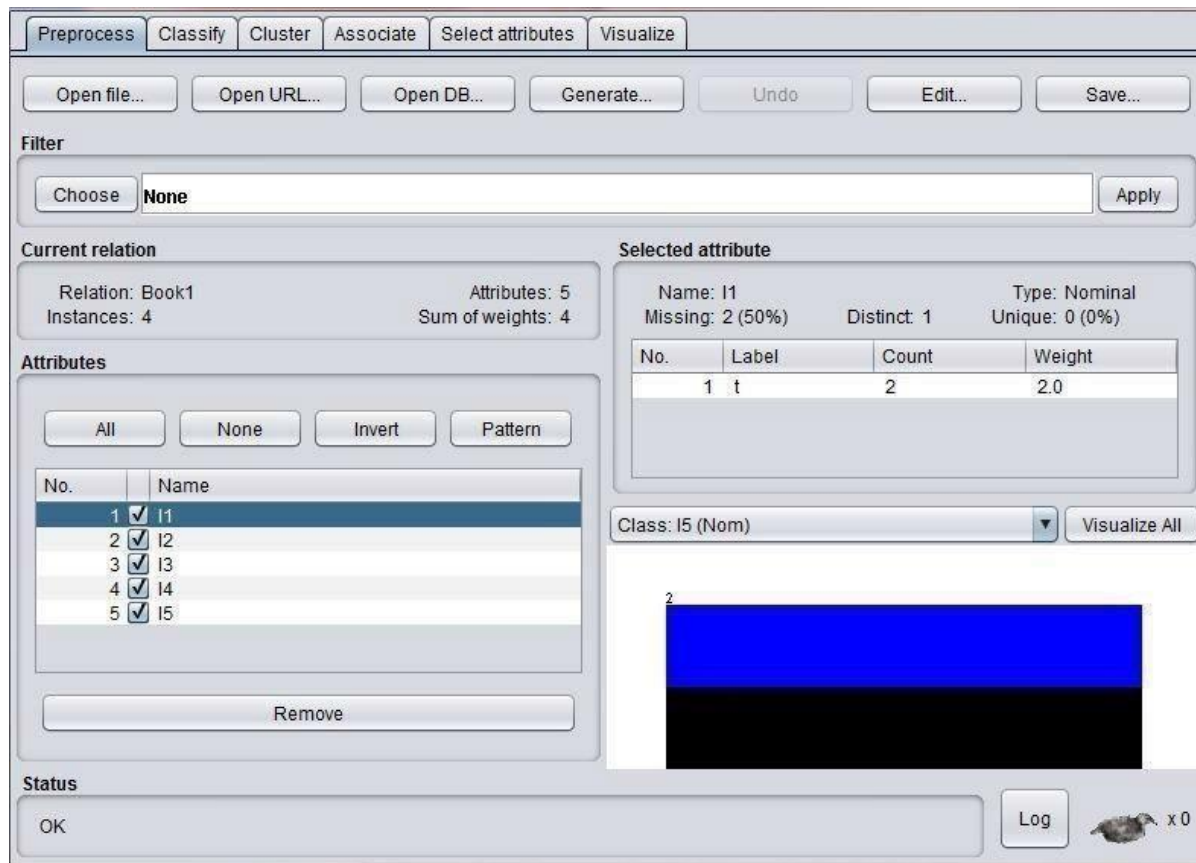 Preprocess Classify Cluster Associate Select attributes Visualize
Open file... Open URL... Open DB... Generate... Undo Edit... Save...
Filter
Choose None Apply
Current relation
Relation: Book1 Attributes: 5
Instances: 4 Sum of weights: 4
Selected attribute
Name: I1 Type: Nominal
Missing: 2 (50%) Distinct: 1 Unique: 0 (0%)
No. Label Count Weight
1 t 2 2.0
Attributes
All None Invert Pattern
No. Name
1 I1
2 I2
3 I3
4 I4
5 I5
Remove
Class: I5 (Nom) Visualize All
2
Status
OK
Log x 0